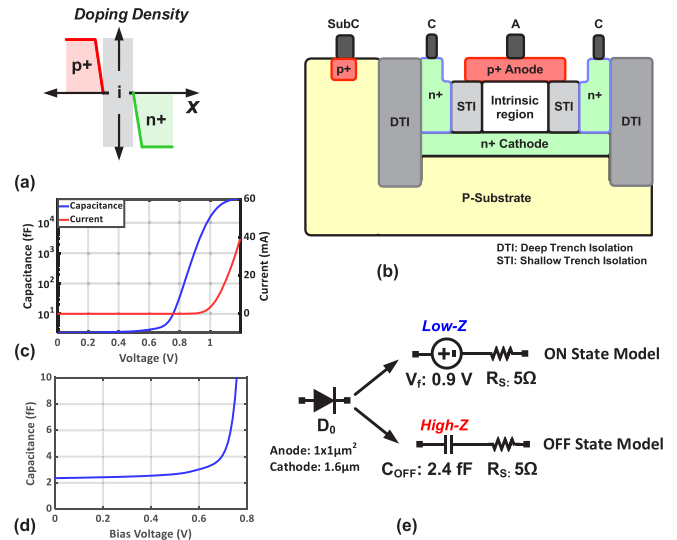 Doping Density
p+
i
n+
x
(a)
SubC
C
A
C
p+
p+ Anode
n+
n+
DTI
STI
Intrinsic
region
STI
DTI
n+ Cathode
P-Substrate
DTI: Deep Trench Isolation
STI: Shallow Trench Isolation
(b)
Capacitance
Current
Capacitance (fF)
10^4
10^3
10^2
10^1
60
40
20
0
Current (mA)
0 0.2 0.4 0.6 0.8 1
Voltage (V)
(c)
Capacitance (fF)
10
8
6
4
2
0
0 0.2 0.4 0.6 0.8
Bias Voltage (V)
(d)
D0
Anode: 1x1µm²
Cathode: 1.6µm
Low-Z
Vf: 0.9 V RS: 5Ω
ON State Model
High-Z
COFF: 2.4 fF RS: 5Ω
OFF State Model
(e)